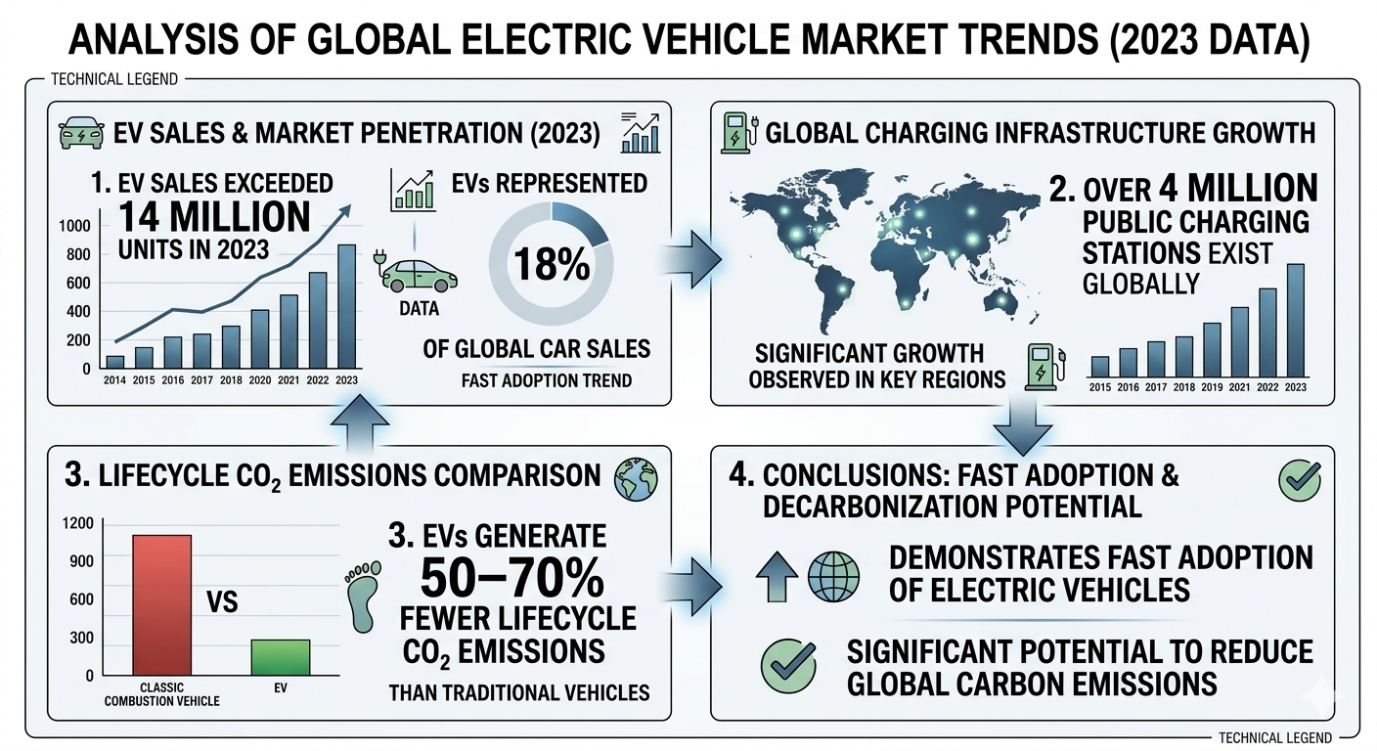 ANALYSIS OF GLOBAL ELECTRIC VEHICLE MARKET TRENDS (2023 DATA)
TECHNICAL LEGEND
EV SALES & MARKET PENETRATION (2023)
1. EV SALES EXCEEDED
14 MILLION
UNITS IN 2023
1000
800
600
400
200
0
2014 2015 2016 2017 2018 2020 2021 2022 2023
DATA
EVs REPRESENTED
18%
OF GLOBAL CAR SALES
FAST ADOPTION TREND
GLOBAL CHARGING INFRASTRUCTURE GROWTH
2. OVER 4 MILLION
PUBLIC CHARGING
STATIONS EXIST
GLOBALLY
SIGNIFICANT GROWTH
OBSERVED IN KEY REGIONS
2015 2016 2017 2018 2019 2021 2022 2023
3. LIFECYCLE CO₂ EMISSIONS COMPARISON
1200
900
600
300
0
VS
CLASSIC
COMBUSTION VEHICLE
EV
3. EVs GENERATE
50–70%
FEWER LIFECYCLE
CO₂ EMISSIONS
THAN TRADITIONAL VEHICLES
4. CONCLUSIONS: FAST ADOPTION &
DECARBONIZATION POTENTIAL
DEMONSTRATES FAST ADOPTION
OF ELECTRIC VEHICLES
SIGNIFICANT POTENTIAL TO REDUCE
GLOBAL CARBON EMISSIONS
TECHNICAL LEGEND